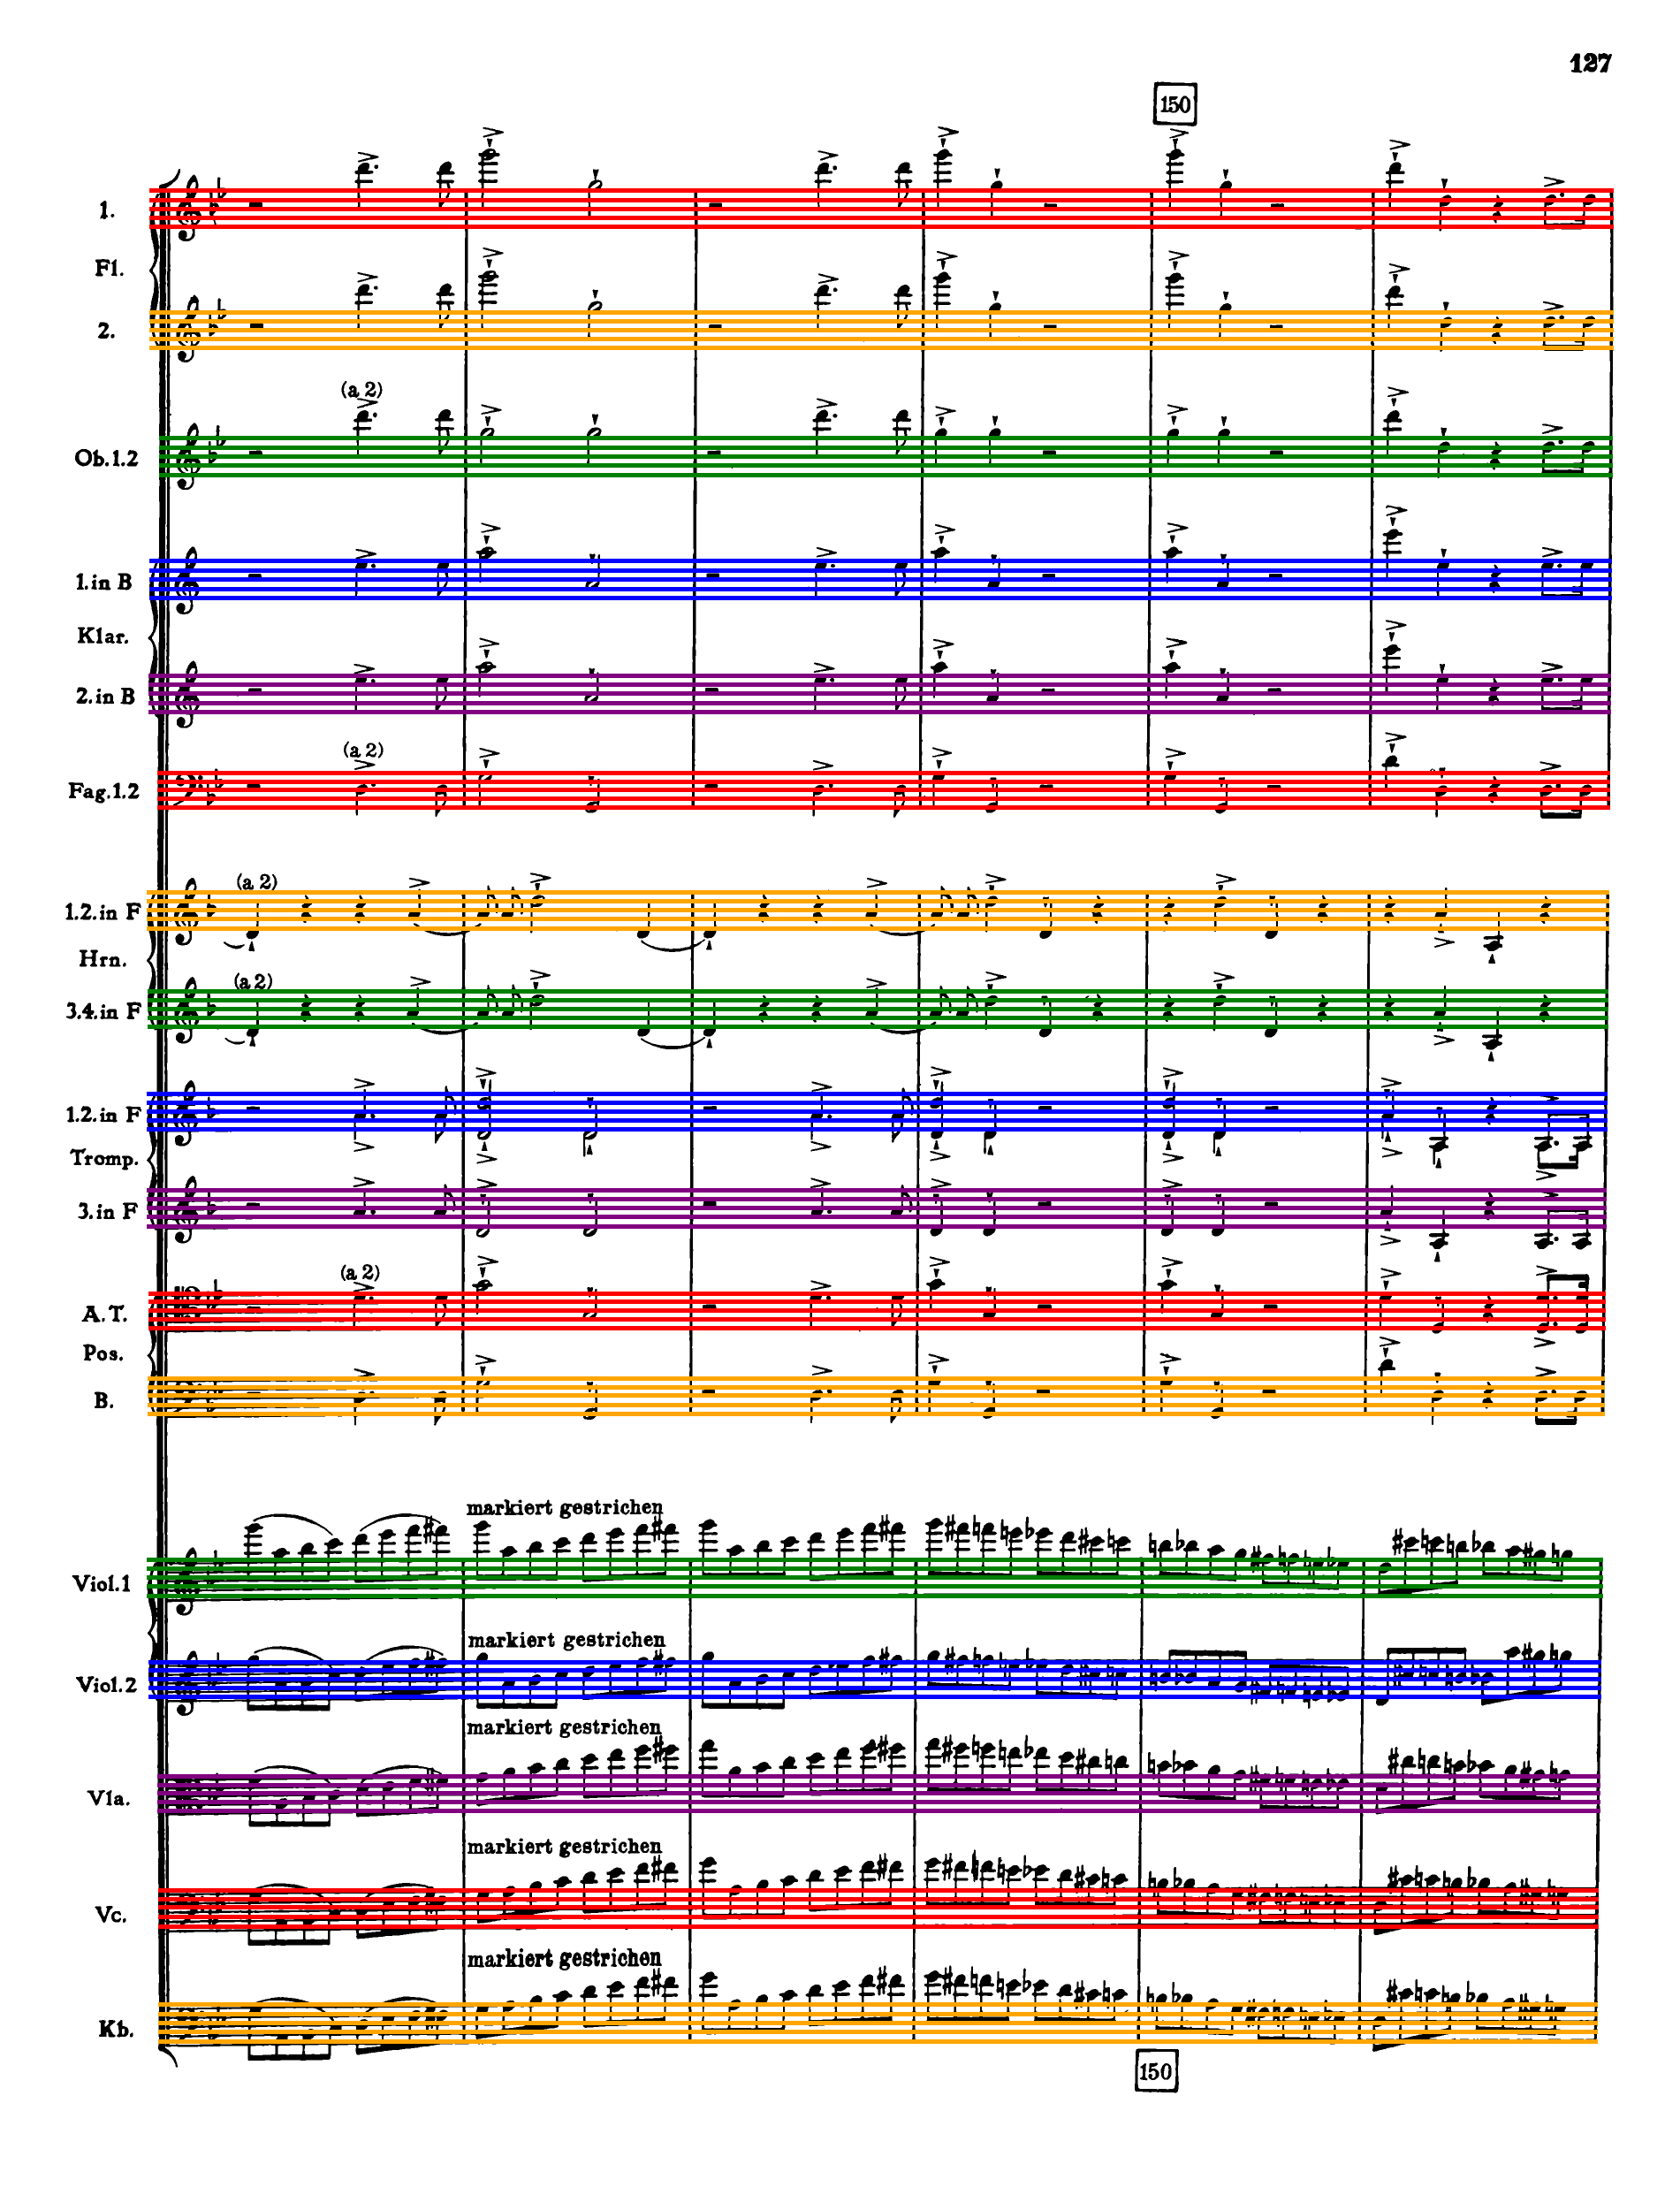 127
150
1.
Fl.
2.
(a 2)
Ob.1.2
1.in B
Klar.
2.in B
(a 2)
Fag.1.2
(a 2)
1.2.in F
Hrn.
(a 2)
3.4.in F
1.2.in F
Tromp.
3.in F
(a 2)
A.T.
Pos.
B.
markiert gestrichen
Viol.1
markiert gestrichen
Viol.2
markiert gestrichen
Vla.
markiert gestrichen
Vc.
markiert gestrichen
Kb.
150